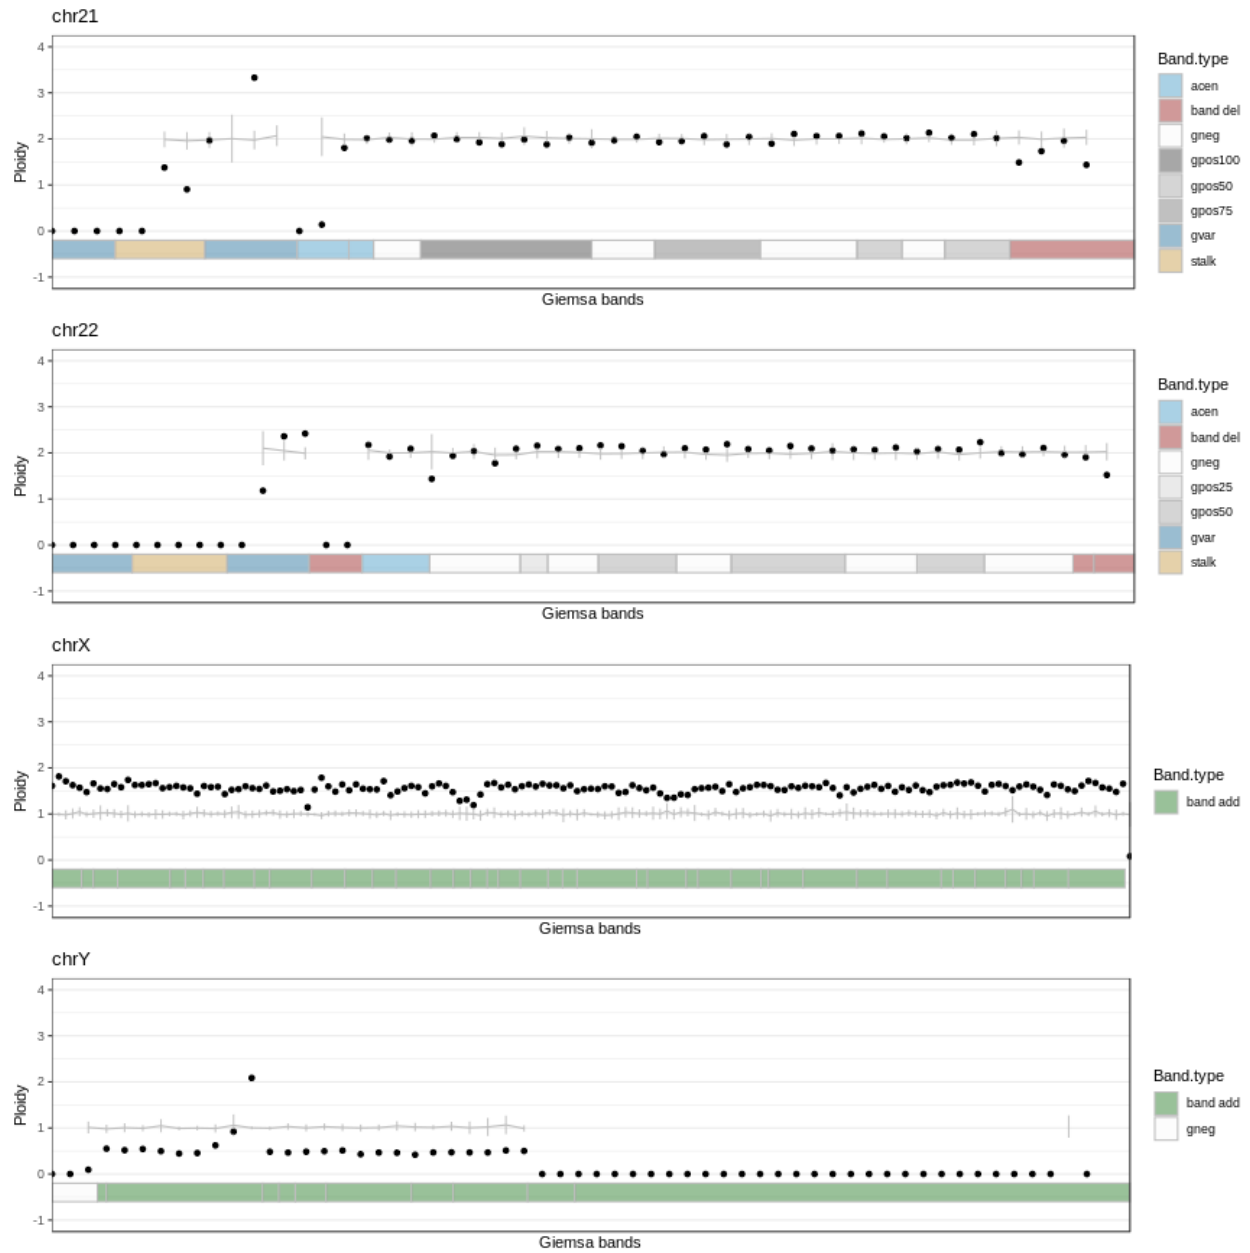 chr21
4
3
2
1
0
-1
Ploidy
Giemsa bands
Band.type
acen
band del
gneg
gpos100
gpos50
gpos75
gvar
stalk
chr22
4
3
2
1
0
-1
Ploidy
Giemsa bands
Band.type
acen
band del
gneg
gpos25
gpos50
gvar
stalk
chrX
4
3
2
1
0
-1
Ploidy
Giemsa bands
Band.type
band add
chrY
4
3
2
1
0
-1
Ploidy
Giemsa bands
Band.type
band add
gneg